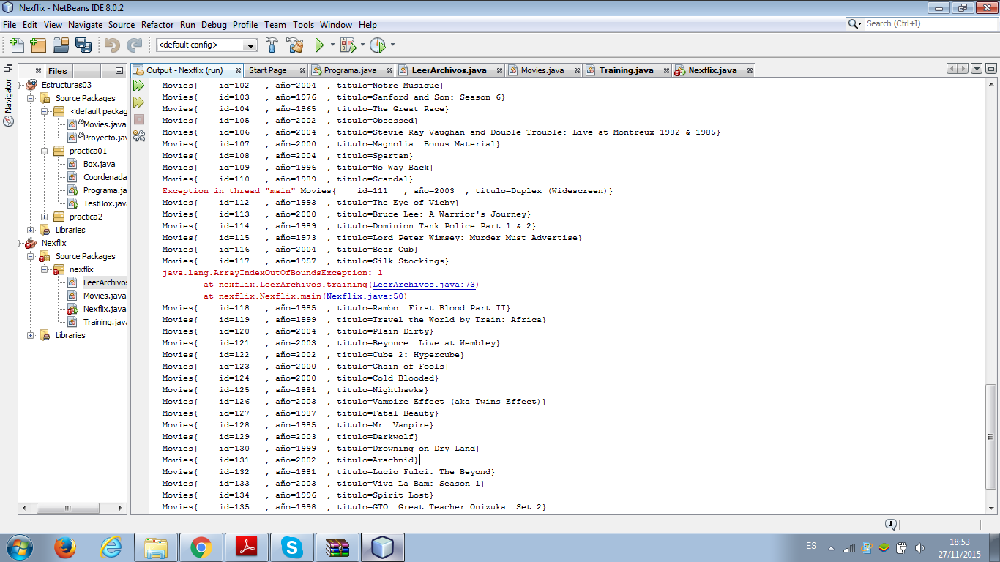 Nexflix - NetBeans IDE 8.0.2
File Edit View Navigate Source Refactor Run Debug Profile Team Tools Window Help
Search (Ctrl+I)
<default config>
Navigator
Files
Estructuras03
Source Packages
<default packag
Movies.java
Proyecto.jav
practica01
Box.java
Coordenada
Programa.ja
TestBox.jav
practica2
Libraries
Nexflix
Source Packages
nexflix
LeerArchivos
Movies.java
Nexflix.java
Training.java
Libraries
Output - Nexflix (run) Start Page Programa.java LeerArchivos.java Movies.java Training.java Nexflix.java
Movies{ id=102 , año=2004 , titulo=Notre Musique}
Movies{ id=103 , año=1976 , titulo=Sanford and Son: Season 6}
Movies{ id=104 , año=1965 , titulo=The Great Race}
Movies{ id=105 , año=2002 , titulo=Obsessed}
Movies{ id=106 , año=2004 , titulo=Stevie Ray Vaughan and Double Trouble: Live at Montreux 1982 & 1985}
Movies{ id=107 , año=2000 , titulo=Magnolia: Bonus Material}
Movies{ id=108 , año=2004 , titulo=Spartan}
Movies{ id=109 , año=1996 , titulo=No Way Back}
Movies{ id=110 , año=1989 , titulo=Scandal}
Exception in thread "main" Movies{ id=111 , año=2003 , titulo=Duplex (Widescreen)}
Movies{ id=112 , año=1993 , titulo=The Eye of Vichy}
Movies{ id=113 , año=2000 , titulo=Bruce Lee: A Warrior's Journey}
Movies{ id=114 , año=1989 , titulo=Dominion Tank Police Part 1 & 2}
Movies{ id=115 , año=1973 , titulo=Lord Peter Wimsey: Murder Must Advertise}
Movies{ id=116 , año=2004 , titulo=Bear Cub}
Movies{ id=117 , año=1957 , titulo=Silk Stockings}
java.lang.ArrayIndexOutOfBoundsException: 1
at nexflix.LeerArchivos.training(LeerArchivos.java:73)
at nexflix.Nexflix.main(Nexflix.java:50)
Movies{ id=118 , año=1985 , titulo=Rambo: First Blood Part II}
Movies{ id=119 , año=1999 , titulo=Travel the World by Train: Africa}
Movies{ id=120 , año=2004 , titulo=Plain Dirty}
Movies{ id=121 , año=2003 , titulo=Beyonce: Live at Wembley}
Movies{ id=122 , año=2002 , titulo=Cube 2: Hypercube}
Movies{ id=123 , año=2000 , titulo=Chain of Fools}
Movies{ id=124 , año=2000 , titulo=Cold Blooded}
Movies{ id=125 , año=1981 , titulo=Nighthawks}
Movies{ id=126 , año=2003 , titulo=Vampire Effect (aka Twins Effect)}
Movies{ id=127 , año=1987 , titulo=Fatal Beauty}
Movies{ id=128 , año=1985 , titulo=Mr. Vampire}
Movies{ id=129 , año=2003 , titulo=Darkwolf}
Movies{ id=130 , año=1999 , titulo=Drowning on Dry Land}
Movies{ id=131 , año=2002 , titulo=Arachnid}
Movies{ id=132 , año=1981 , titulo=Lucio Fulci: The Beyond}
Movies{ id=133 , año=2003 , titulo=Viva La Bam: Season 1}
Movies{ id=134 , año=1996 , titulo=Spirit Lost}
Movies{ id=135 , año=1998 , titulo=GTO: Great Teacher Onizuka: Set 2}
1
ES
18:53
27/11/2015